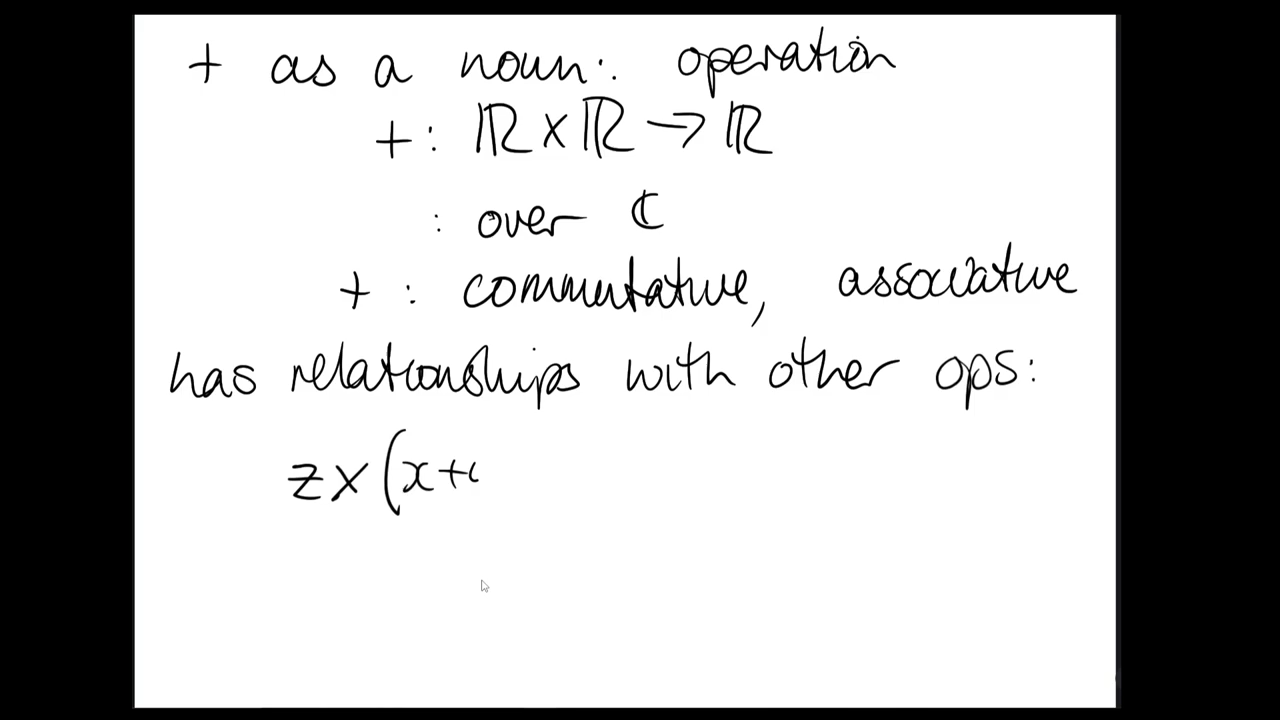 + as a noun: operation
+: ℝ×ℝ→ℝ
: over ℂ
+ : commutative, associative
has relationships with other ops:
z×(x+